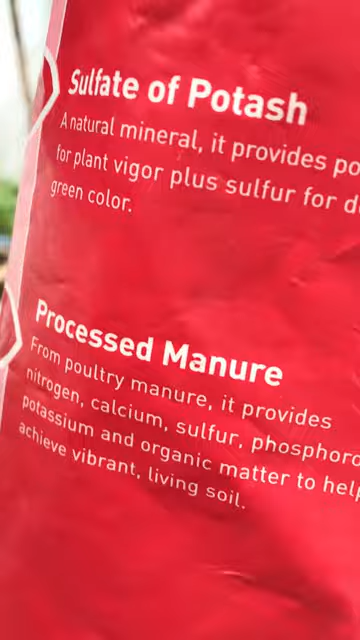 Sulfate of Potash
A natural mineral, it provides po
for plant vigor plus sulfur for d
green color.
Processed Manure
From poultry manure, it provides
nitrogen, calcium, sulfur, phosphoro
potassium and organic matter to help
achieve vibrant, living soil.